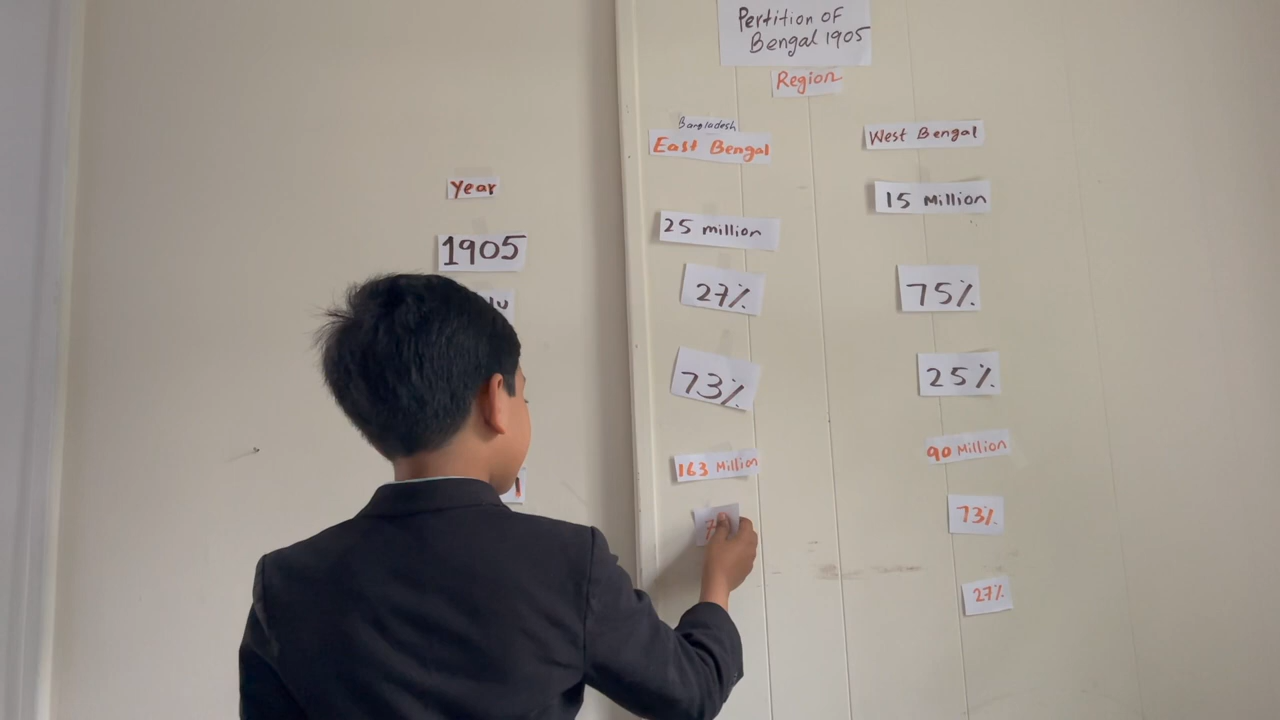 Pertition OF
Bengal 1905
Region
Bangladesh
East Bengal
West Bengal
Year
15 Million
25 million
1905
27%
75%
73%
25%
163 Million
90 Million
73%
27%